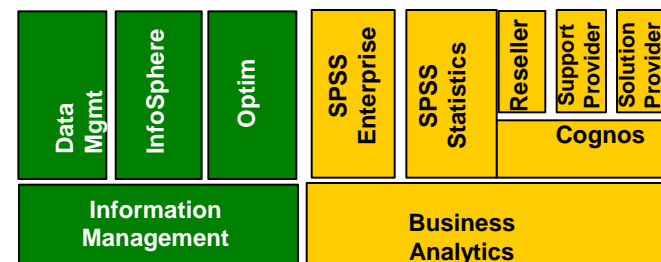 Data
Mgmt
InfoSphere
Optim
SPSS
Enterprise
SPSS
Statistics
Reseller
Support
Provider
Solution
Provider
Cognos
Information
Management
Business
Analytics